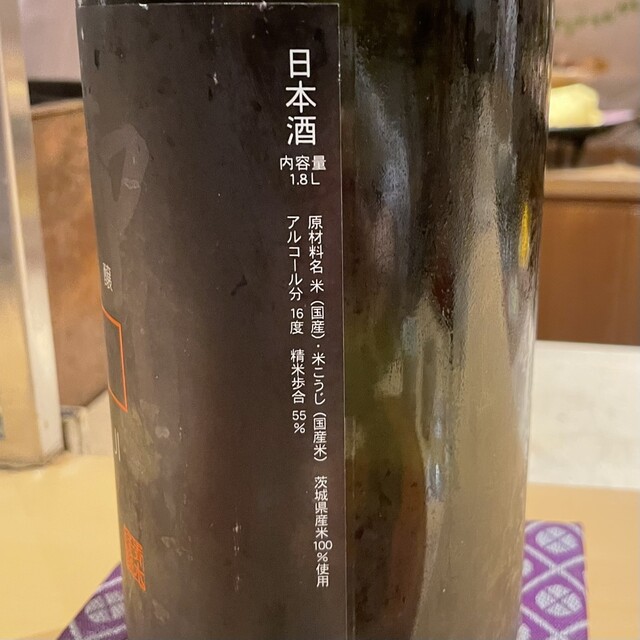 日本酒
内容量
1.8L
原材料名 米(国産)・米こうじ(国産米) 茨城県産米100%使用
アルコール分 16度 精米歩合 55%
醸